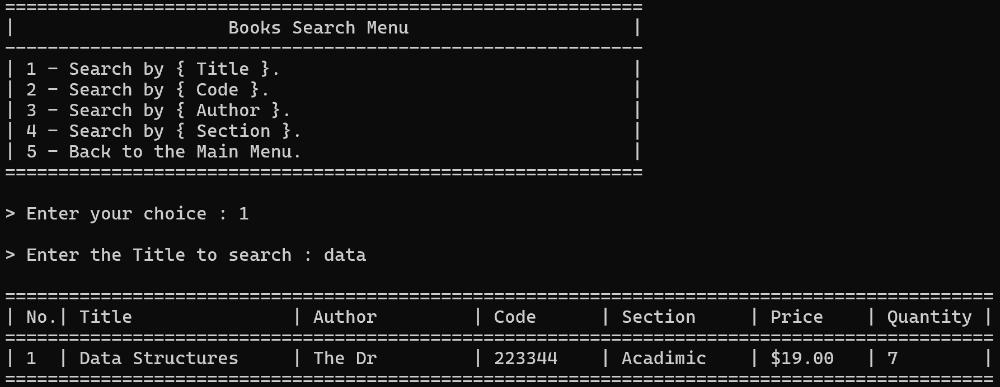 ============================================================
|                    Books Search Menu                     |
------------------------------------------------------------
| 1 - Search by { Title }.                                 |
| 2 - Search by { Code }.                                  |
| 3 - Search by { Author }.                                |
| 4 - Search by { Section }.                               |
| 5 - Back to the Main Menu.                               |
============================================================
> Enter your choice : 1
> Enter the Title to search : data
=============================================================================================
| No.| Title               | Author         | Code      | Section     | Price    | Quantity |
=============================================================================================
| 1  | Data Structures     | The Dr         | 223344    | Acadimic    | $19.00   | 7        |
=============================================================================================